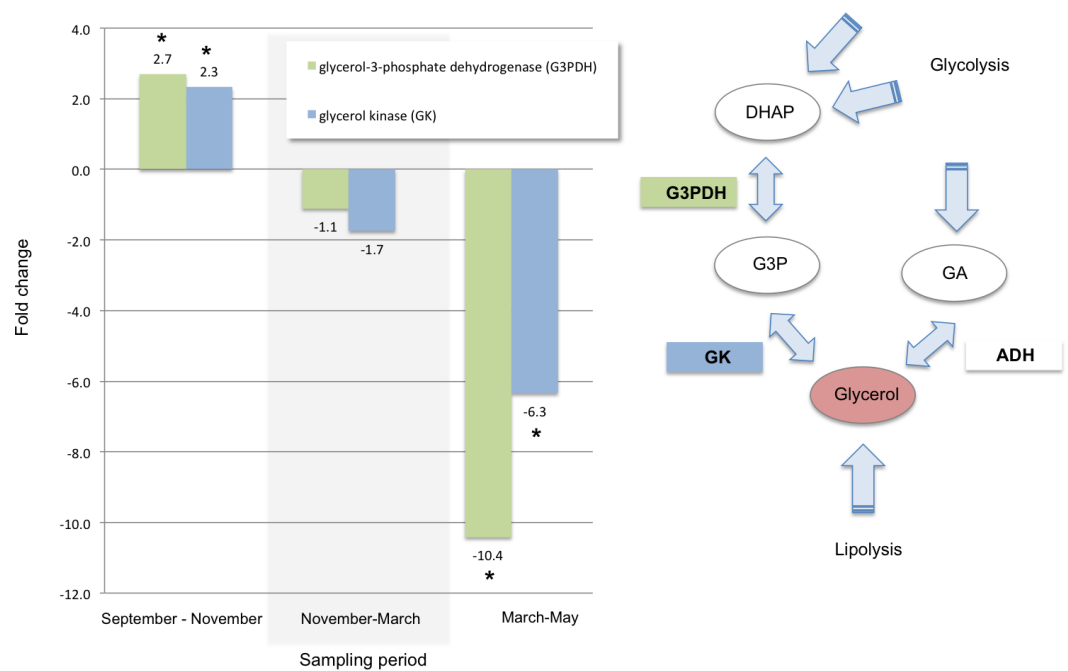 4.0
2.0
0.0
-2.0
-4.0
-6.0
-8.0
-10.0
-12.0
Fold change
*
2.7
*
2.3
glycerol-3-phosphate dehydrogenase (G3PDH)
glycerol kinase (GK)
-1.1
-1.7
-10.4
*
-6.3
*
September - November
November-March
March-May
Sampling period
Glycolysis
DHAP
G3PDH
G3P
GA
GK
ADH
Glycerol
Lipolysis